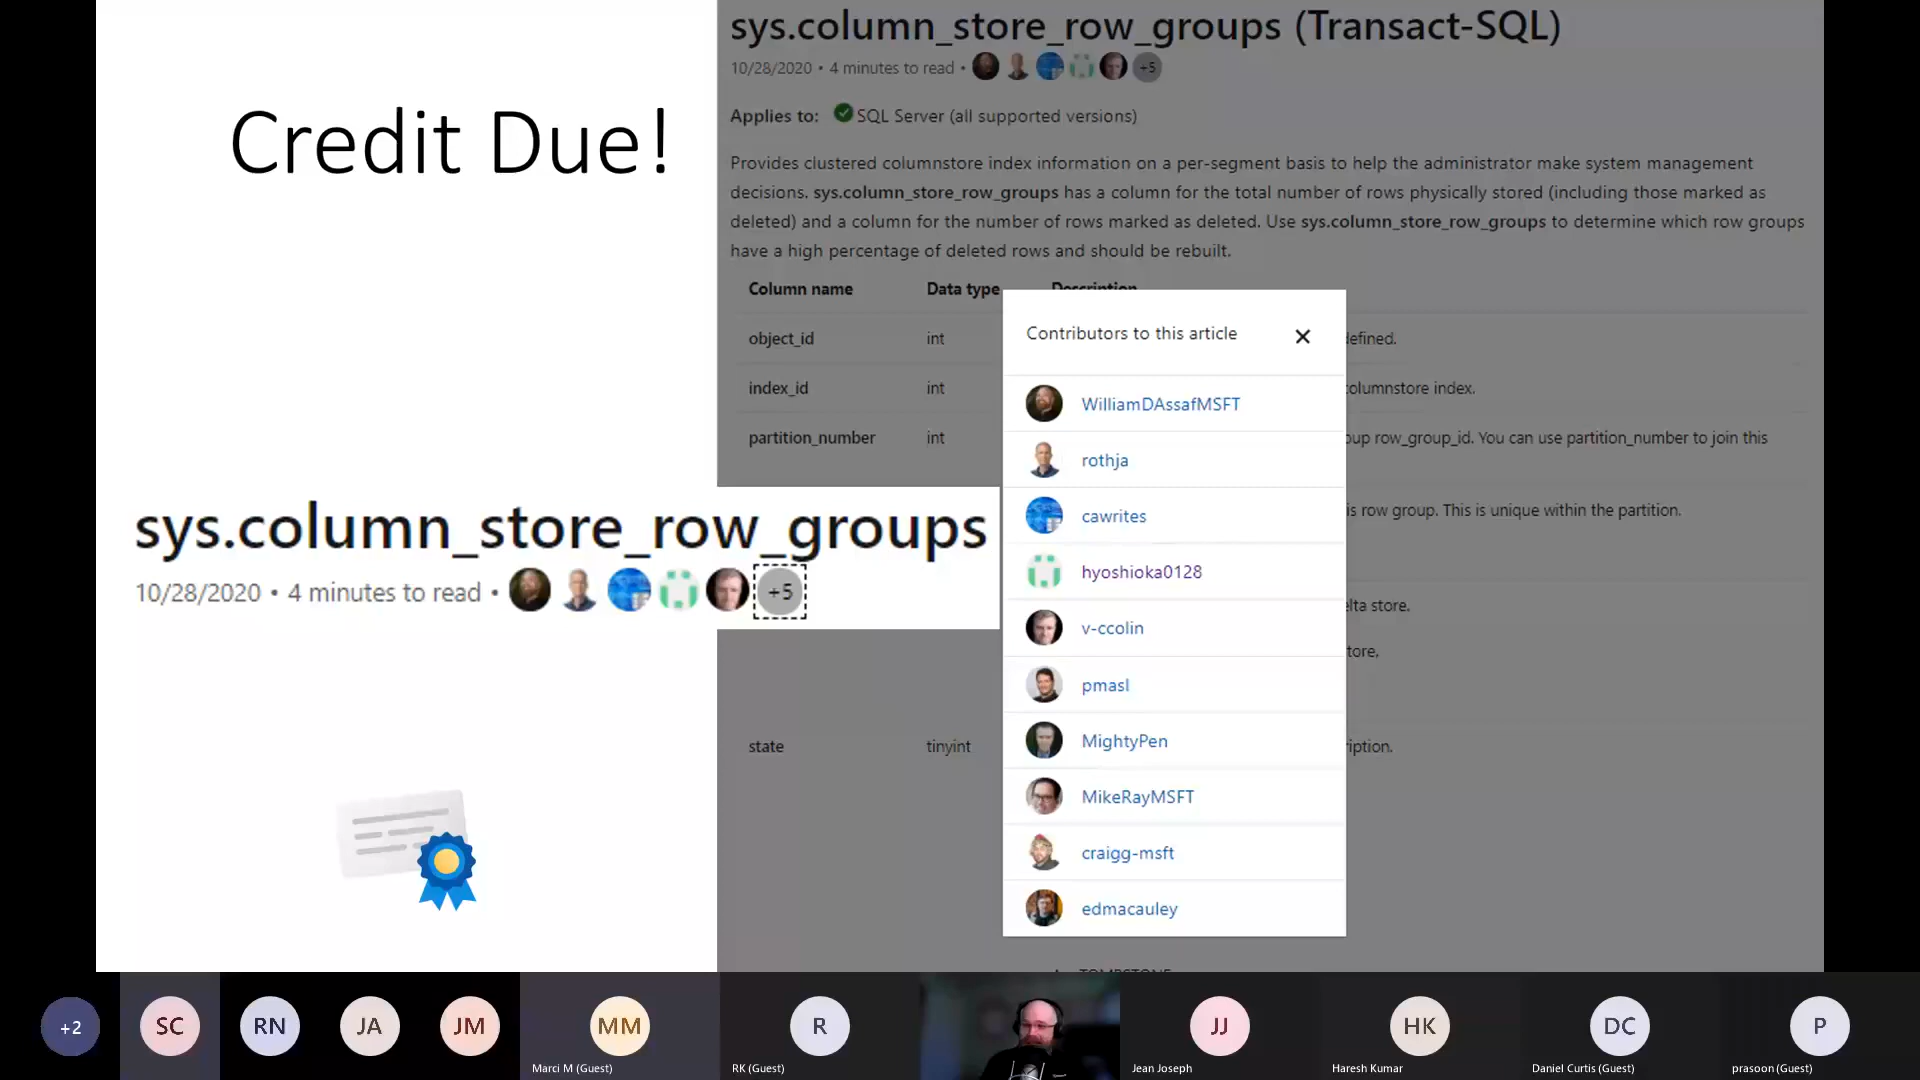 Credit Due!
sys.column_store_row_groups (Transact-SQL)
10/28/2020 • 4 minutes to read •
+5
Applies to: SQL Server (all supported versions)
Provides clustered columnstore index information on a per-segment basis to help the administrator make system management
decisions. sys.column_store_row_groups has a column for the total number of rows physically stored (including those marked as
deleted) and a column for the number of rows marked as deleted. Use sys.column_store_row_groups to determine which row groups
have a high percentage of deleted rows and should be rebuilt.
Column name Data type Description
object_id int efined.
index_id int olumnstore index.
partition_number int oup row_group_id. You can use partition_number to join this
is row group. This is unique within the partition.
elta store.
tore,
state tinyint ription.
TOMBSTONE
sys.column_store_row_groups
10/28/2020 • 4 minutes to read •
+5
Contributors to this article
WilliamDAssafMSFT
rothja
cawrites
hyoshioka0128
v-ccolin
pmasl
MightyPen
MikeRayMSFT
craigg-msft
edmacauley
+2
SC
RN
JA
JM
MM
Marci M (Guest)
R
RK (Guest)
JJ
Jean Joseph
HK
Haresh Kumar
DC
Daniel Curtis (Guest)
P
prasoon (Guest)